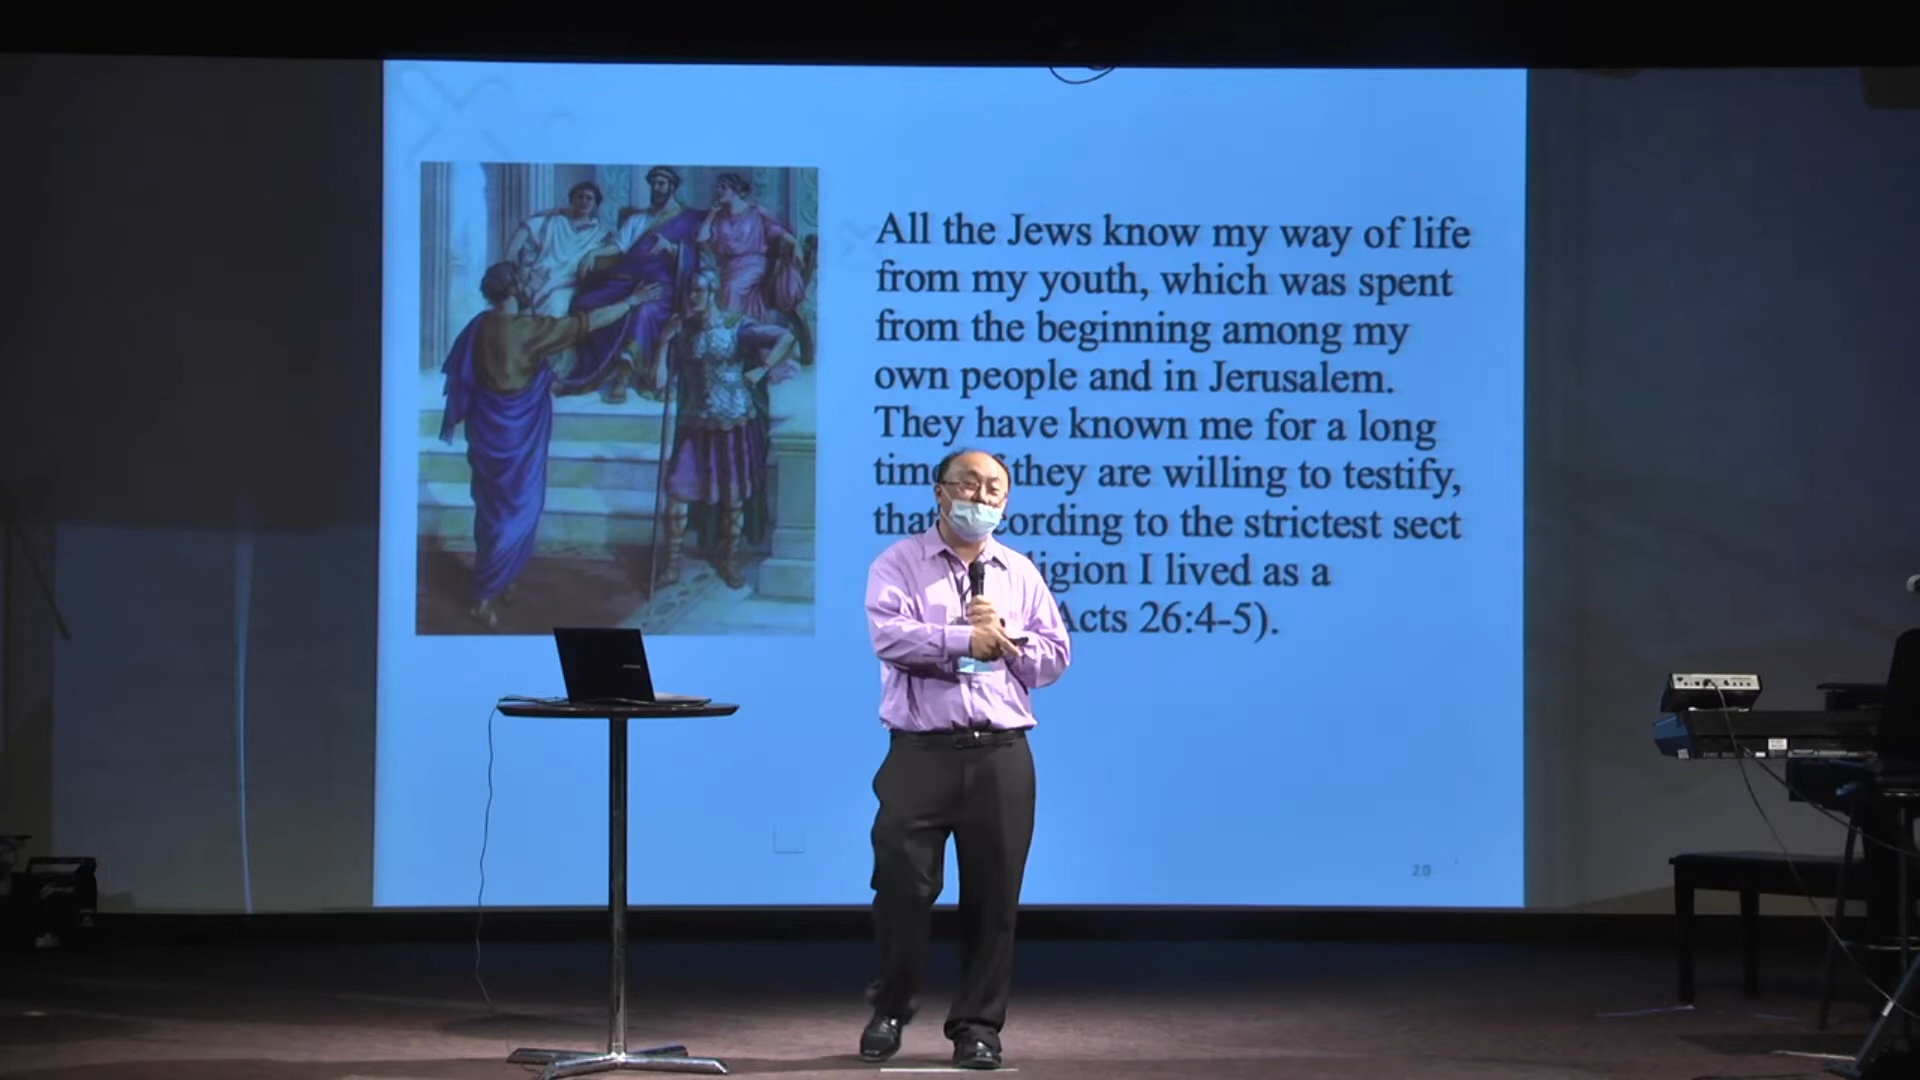 All the Jews know my way of life
from my youth, which was spent
from the beginning among my
own people and in Jerusalem.
They have known me for a long
they are willing to testify,
to the strictest sect
I lived as a
Acts 26:4-5).
20